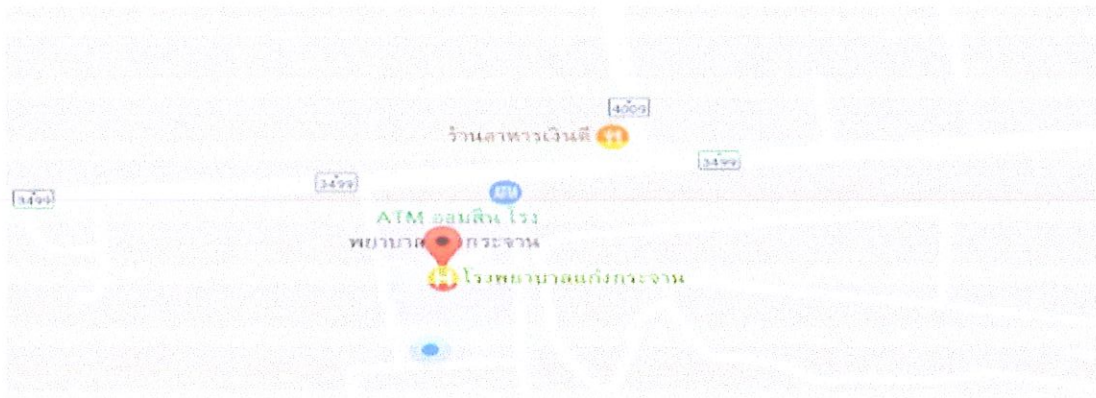 4009
ร้านอาหารเงินดี
3499
3499
3499
ATM
ATM ออมสิน โรง
พยาบาล กระจาน
โรงพยาบาลแก่งกระจาน